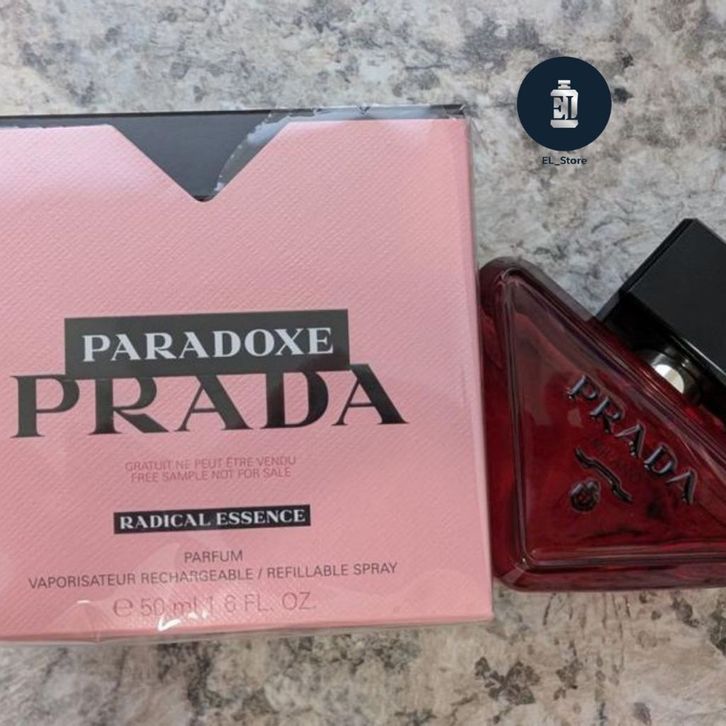 EL
EL_Store
PARADOXE
PRADA
GRATUIT NE PEUT ÊTRE VENDU
FREE SAMPLE NOT FOR SALE
RADICAL ESSENCE
PARFUM
VAPORISATEUR RECHARGEABLE / REFILLABLE SPRAY
℮ 50 ml 1.6 FL. OZ.
PRADA
MILANO